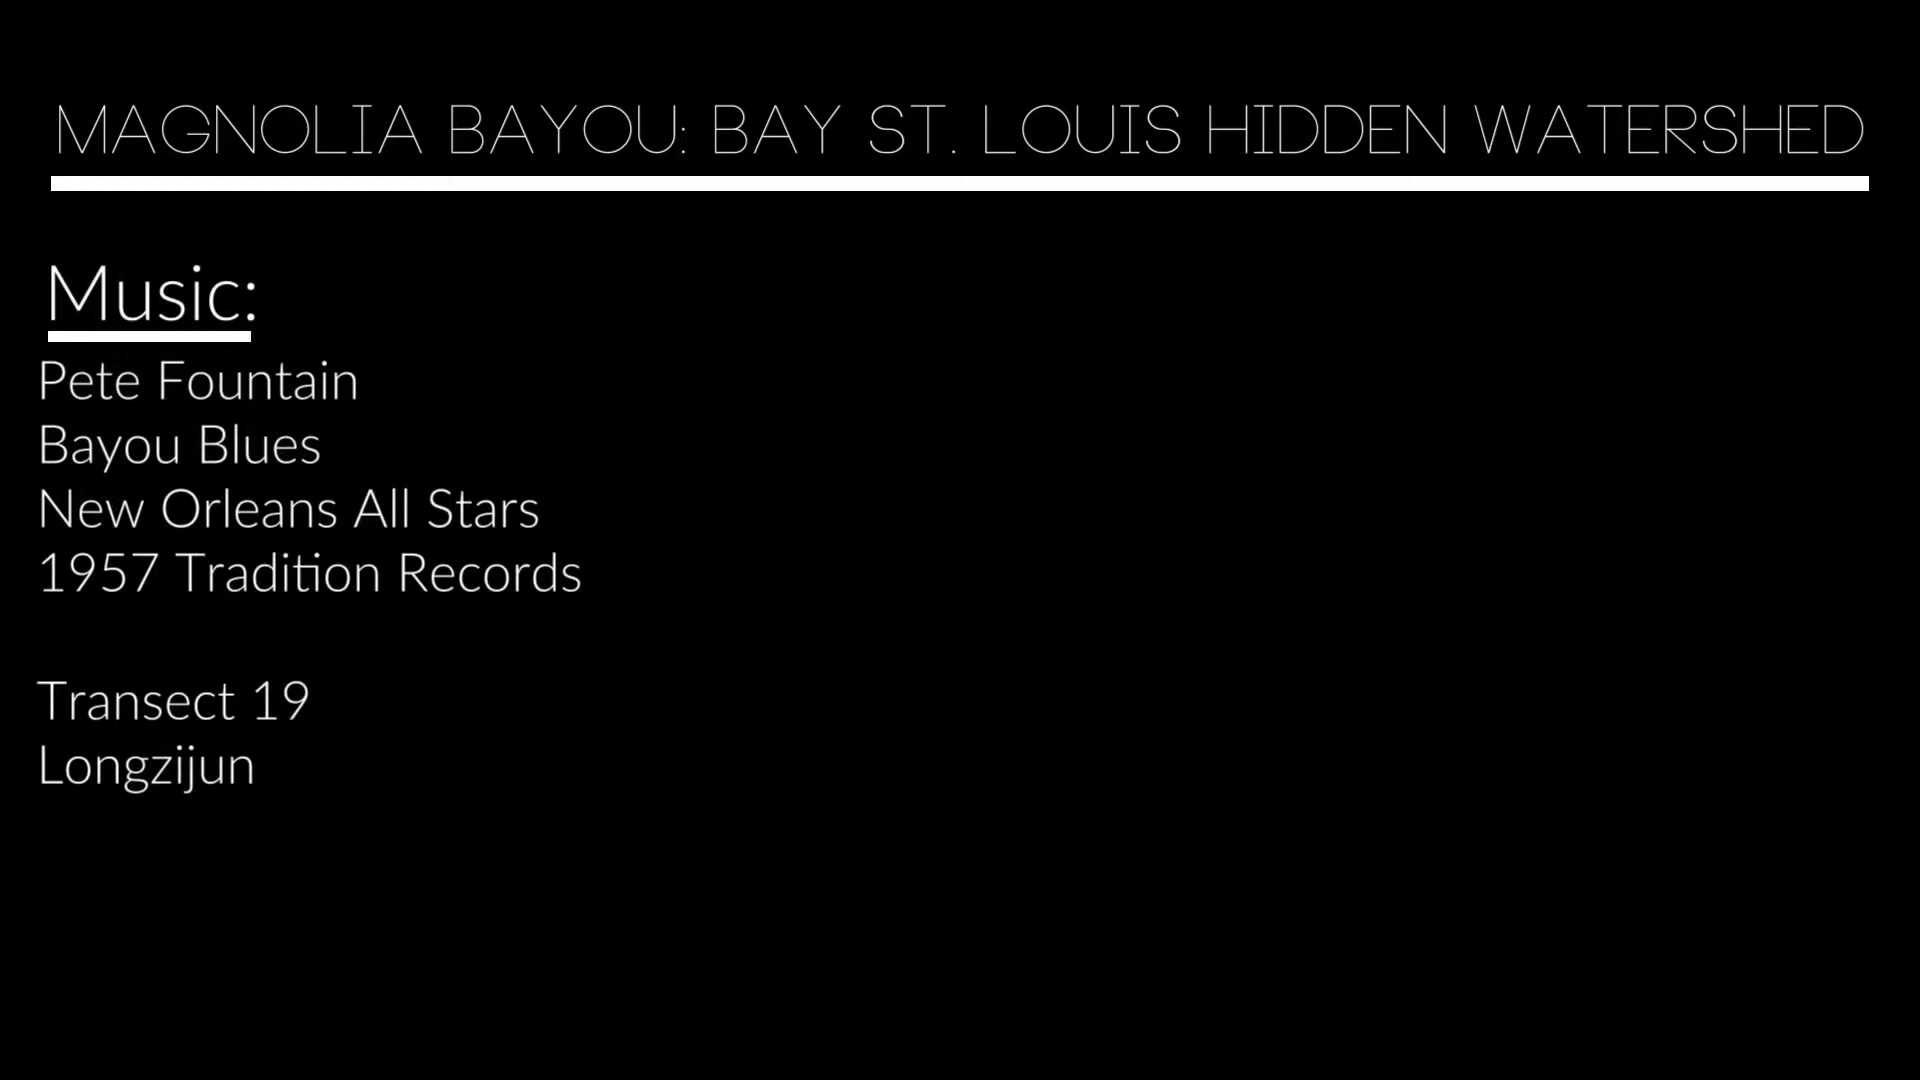 MAGNOLIA BAYOU: BAY ST. LOUIS HIDDEN WATERSHED
Music:
Pete Fountain
Bayou Blues
New Orleans All Stars
1957 Tradition Records
Transect 19
Longzijun